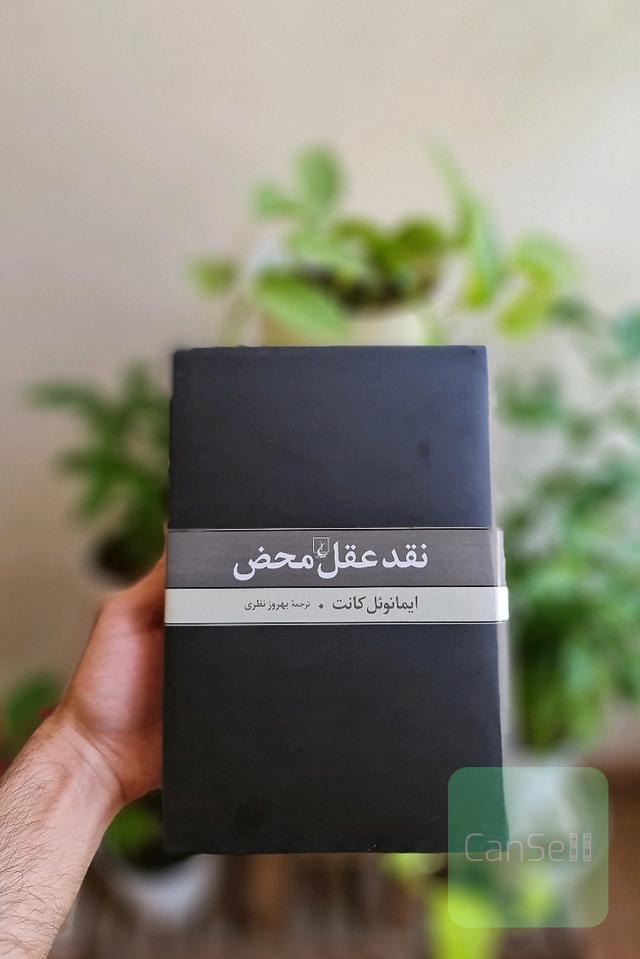 نقد عقل محض
ایمانوئل کانت • ترجمهٔ بهروز نظری
CanSell